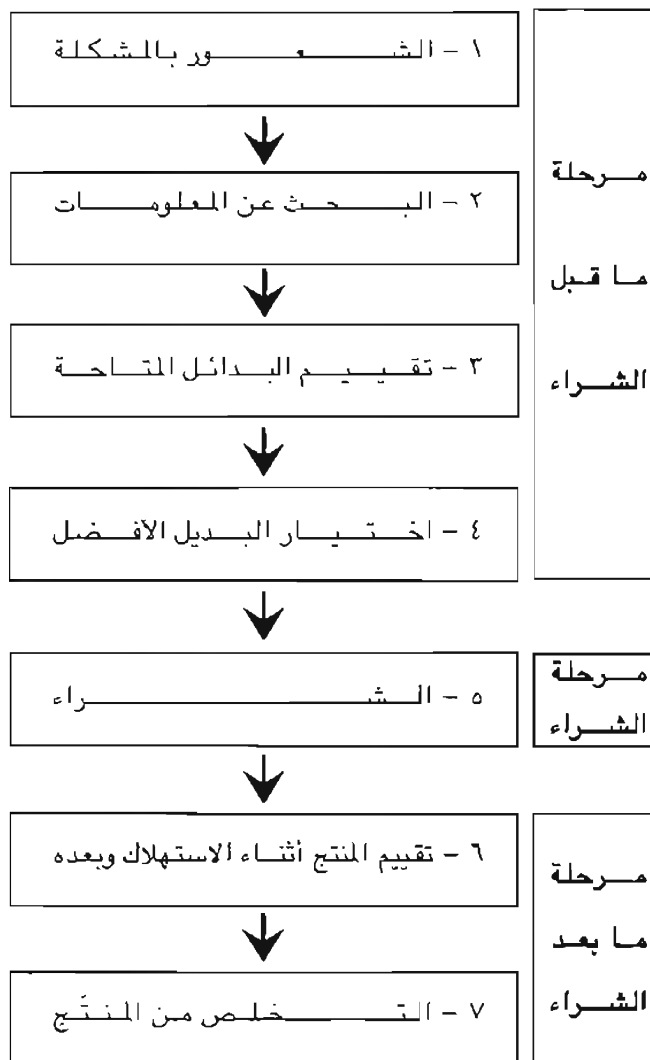 ١ - الشعور بالمشكلة
٢ - البحث عن المعلومات
٣ - تقييم البدائل المتاحة
٤ - اختيار البديل الأفضل
مرحلة
ما قبل
الشراء
٥ - الشراء
مرحلة
الشراء
٦ - تقييم المنتج أثناء الاستهلاك وبعده
٧ - التخلص من المنتَج
مرحلة
ما بعد
الشراء